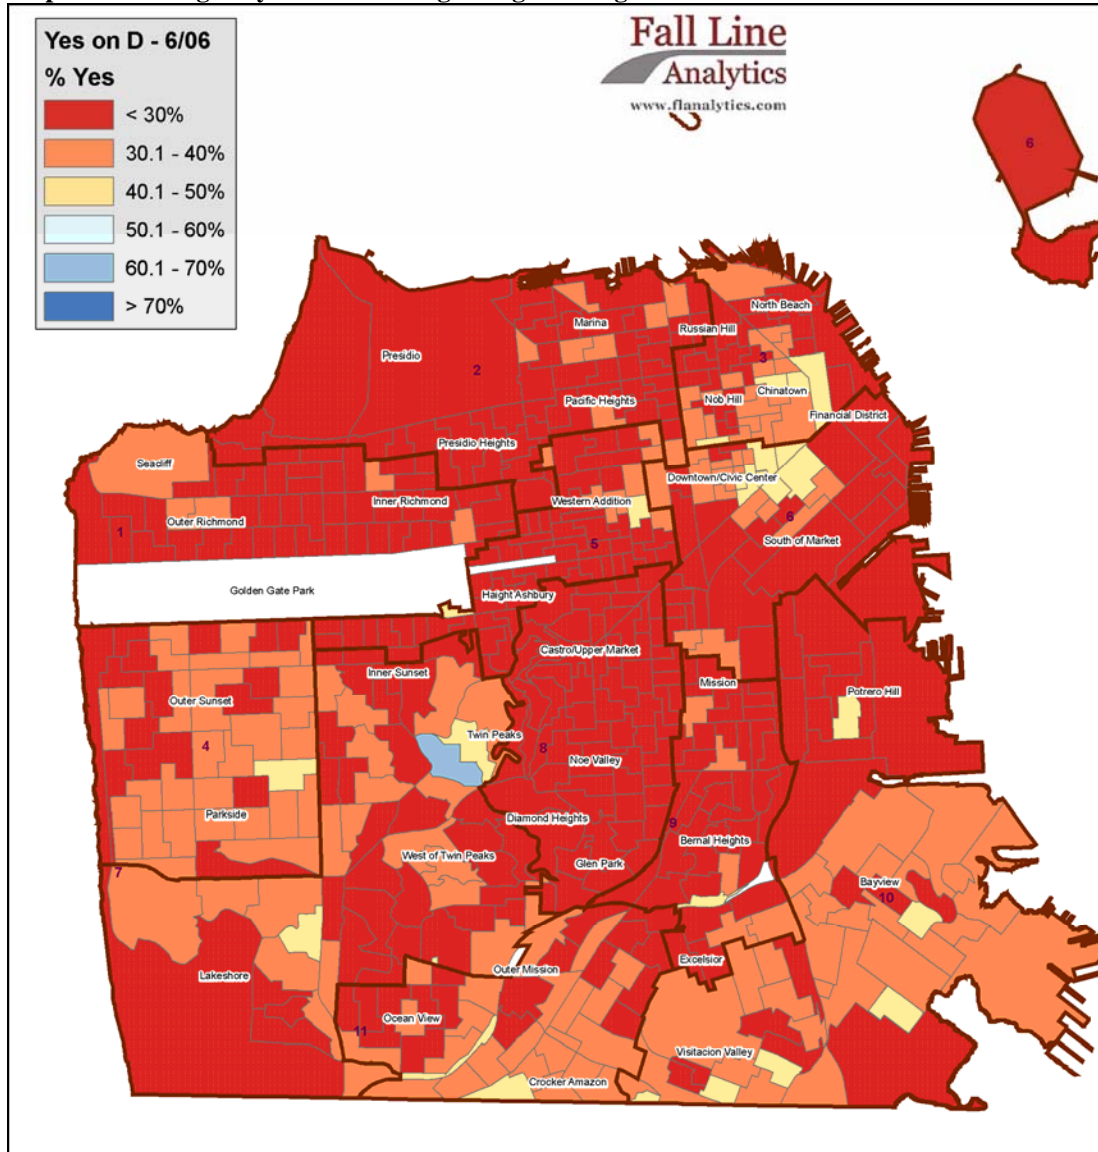 Yes on D - 6/06
% Yes
< 30%
30.1 - 40%
40.1 - 50%
50.1 - 60%
60.1 - 70%
> 70%
Fall Line
Analytics
www.flanalytics.com
6
North Beach
Marina
Russian Hill
Presidio
3
2
Chinatown
Nob Hill
Pacific Heights
Financial District
Presidio Heights
Seacliff
Downtown/Civic Center
Inner Richmond
Western Addition
Outer Richmond
6
1
South of Market
5
Golden Gate Park
Haight Ashbury
Castro/Upper Market
Inner Sunset
Mission
Potrero Hill
Outer Sunset
Twin Peaks
4
8
Noe Valley
Parkside
Diamond Heights
9
Bernal Heights
West of Twin Peaks
Glen Park
7
Bayview
10
Excelsior
Outer Mission
Lakeshore
Ocean View
11
Visitacion Valley
Crocker Amazon